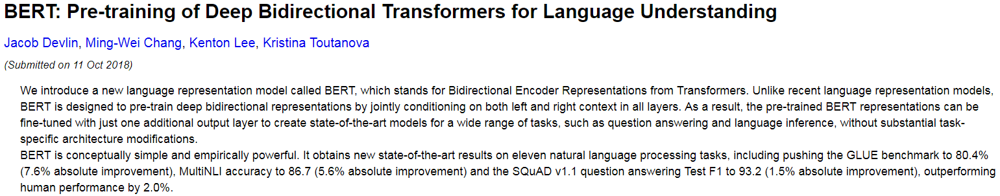 BERT: Pre-training of Deep Bidirectional Transformers for Language Understanding
Jacob Devlin, Ming-Wei Chang, Kenton Lee, Kristina Toutanova
(Submitted on 11 Oct 2018)
We introduce a new language representation model called BERT, which stands for Bidirectional Encoder Representations from Transformers. Unlike recent language representation models,
BERT is designed to pre-train deep bidirectional representations by jointly conditioning on both left and right context in all layers. As a result, the pre-trained BERT representations can be
fine-tuned with just one additional output layer to create state-of-the-art models for a wide range of tasks, such as question answering and language inference, without substantial task-
specific architecture modifications.
BERT is conceptually simple and empirically powerful. It obtains new state-of-the-art results on eleven natural language processing tasks, including pushing the GLUE benchmark to 80.4%
(7.6% absolute improvement), MultiNLI accuracy to 86.7 (5.6% absolute improvement) and the SQuAD v1.1 question answering Test F1 to 93.2 (1.5% absolute improvement), outperforming
human performance by 2.0%.